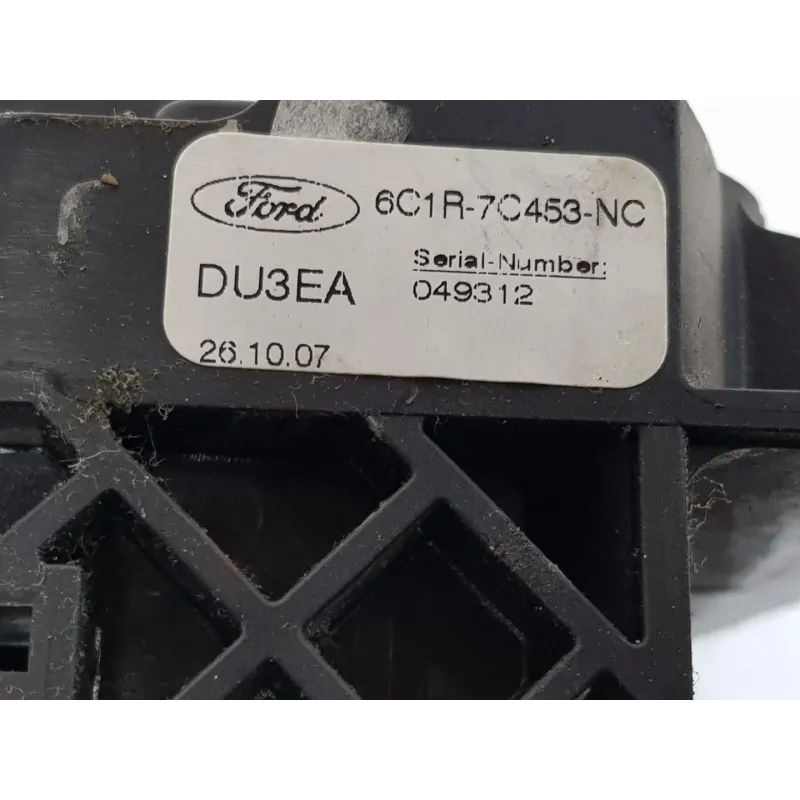 Ford 6C1R-7C453-NC
DU3EA
Serial-Number:
049312
26.10.07